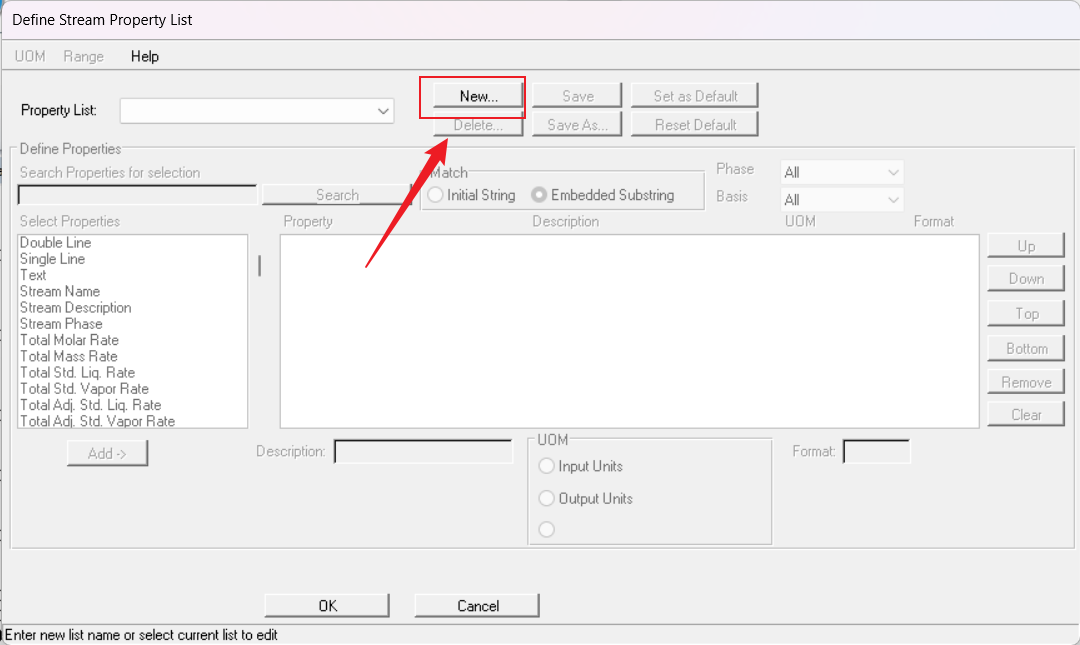 Define Stream Property List
UOM Range Help
Property List: New... Save Set as Default
Delete... Save As... Reset Default
Define Properties
Search Properties for selection Match Phase All
Search Initial String Embedded Substring Basis All
Select Properties Property Description UOM Format
Double Line
Single Line
Text
Stream Name
Stream Description
Stream Phase
Total Molar Rate
Total Mass Rate
Total Std. Liq. Rate
Total Std. Vapor Rate
Total Adj. Std. Liq. Rate
Total Adj. Std. Vapor Rate
Up
Down
Top
Bottom
Remove
Clear
Add -> Description: UOM Format:
Input Units
Output Units
OK Cancel
Enter new list name or select current list to edit